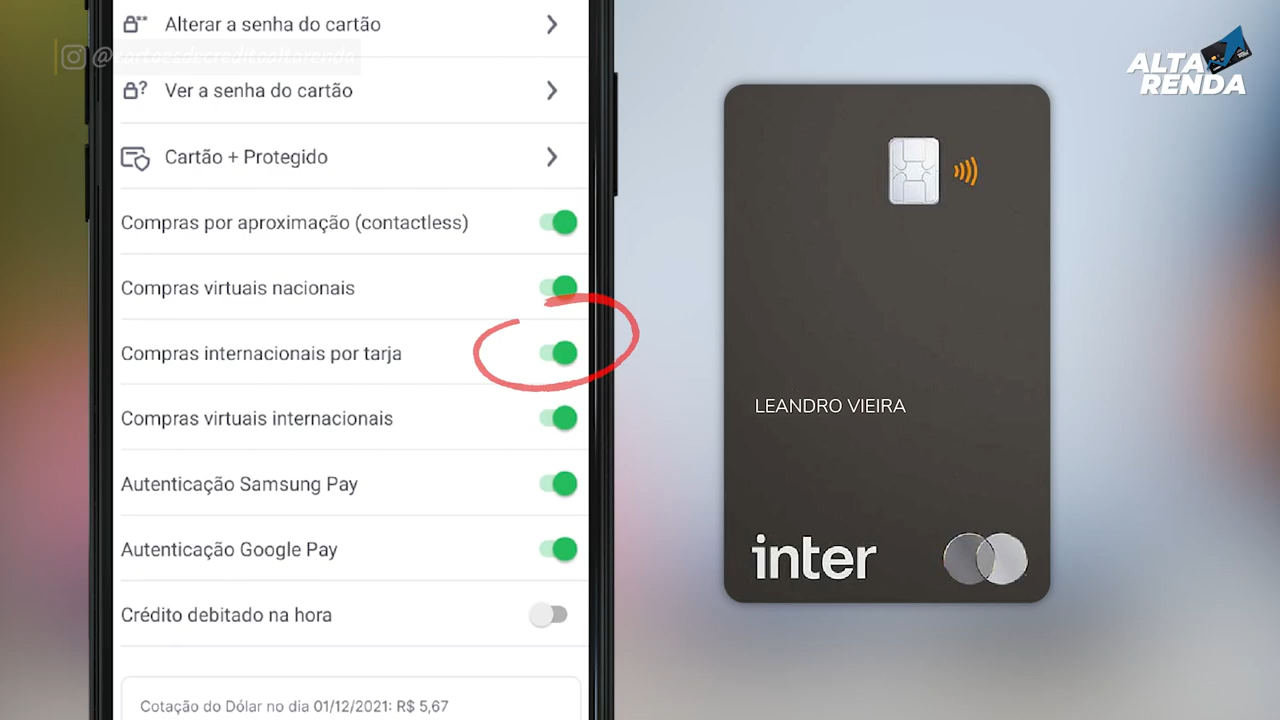 Alterar a senha do cartão
@cartoesdecreditoaltarenda
Ver a senha do cartão
Cartão + Protegido
Compras por aproximação (contactless)
Compras virtuais nacionais
Compras internacionais por tarja
Compras virtuais internacionais
Autenticação Samsung Pay
Autenticação Google Pay
Crédito debitado na hora
Cotação do Dólar no dia 01/12/2021: R$ 5,67
ALTA
RENDA
LEANDRO VIEIRA
inter